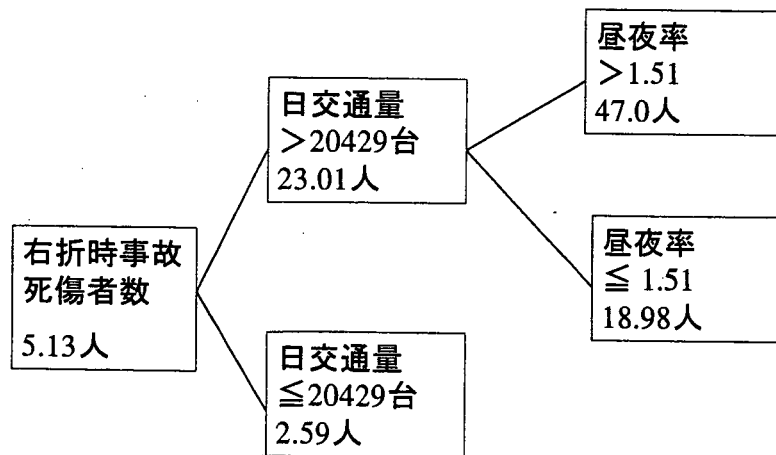 右折時事故
死傷者数
5.13人
日交通量
＞20429台
23.01人
日交通量
≦20429台
2.59人
昼夜率
＞1.51
47.0人
昼夜率
≦ 1.51
18.98人